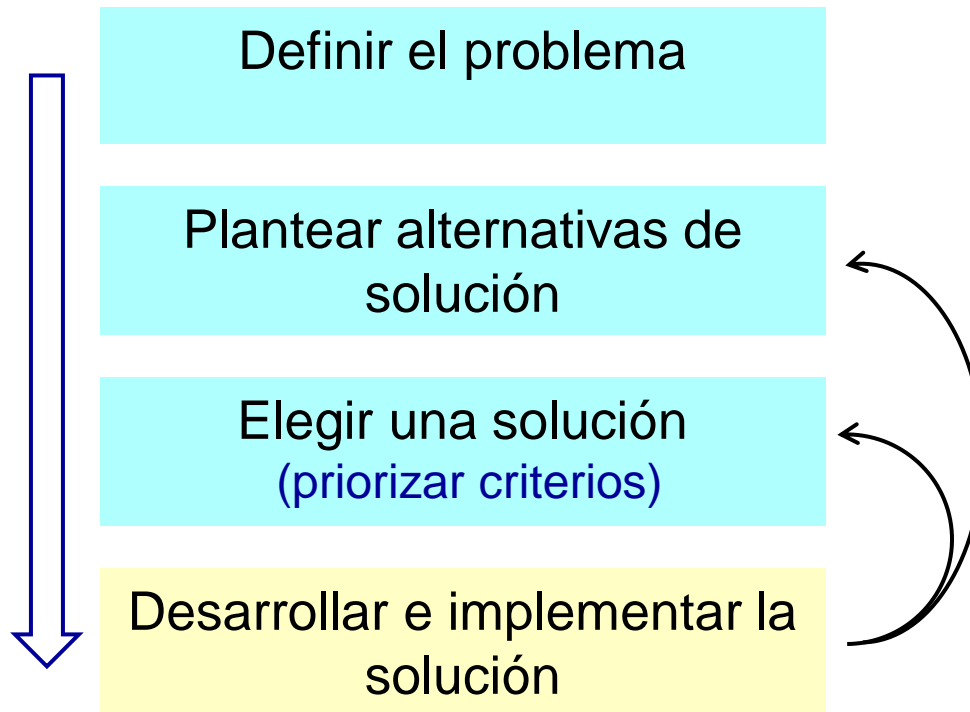 Definir el problema
Plantear alternativas de
solución
Elegir una solución
(priorizar criterios)
Desarrollar e implementar la
solución